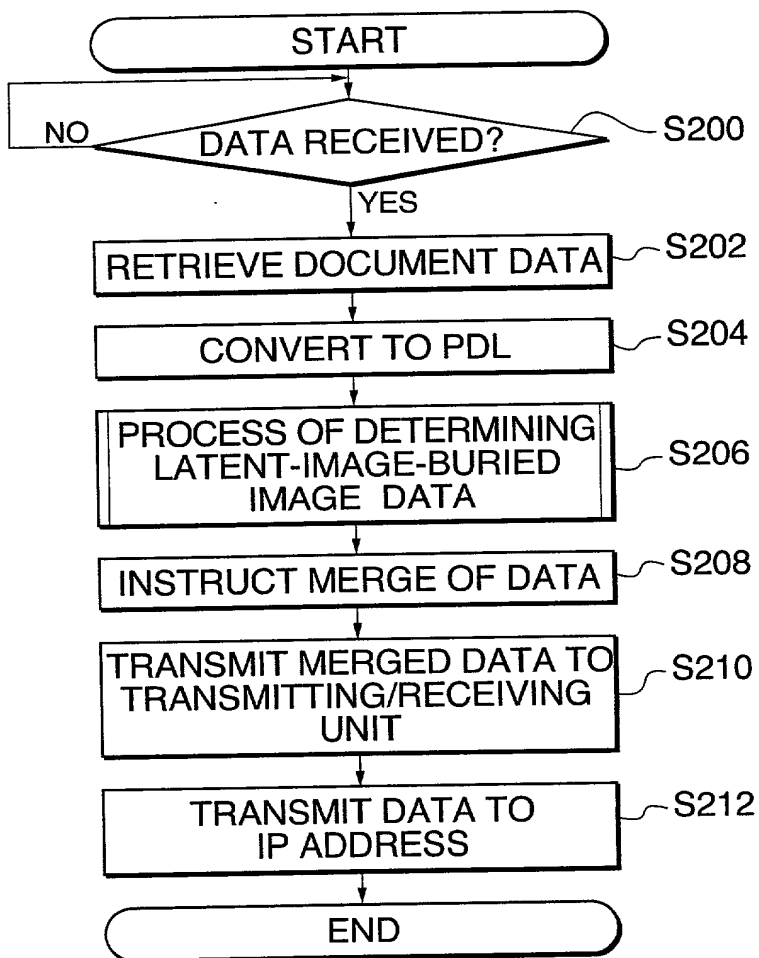 START
NO
DATA RECEIVED?
S200
YES
RETRIEVE DOCUMENT DATA
S202
CONVERT TO PDL
S204
PROCESS OF DETERMINING
LATENT-IMAGE-BURIED
IMAGE DATA
S206
INSTRUCT MERGE OF DATA
S208
TRANSMIT MERGED DATA TO
TRANSMITTING/RECEIVING
UNIT
S210
TRANSMIT DATA TO
IP ADDRESS
S212
END